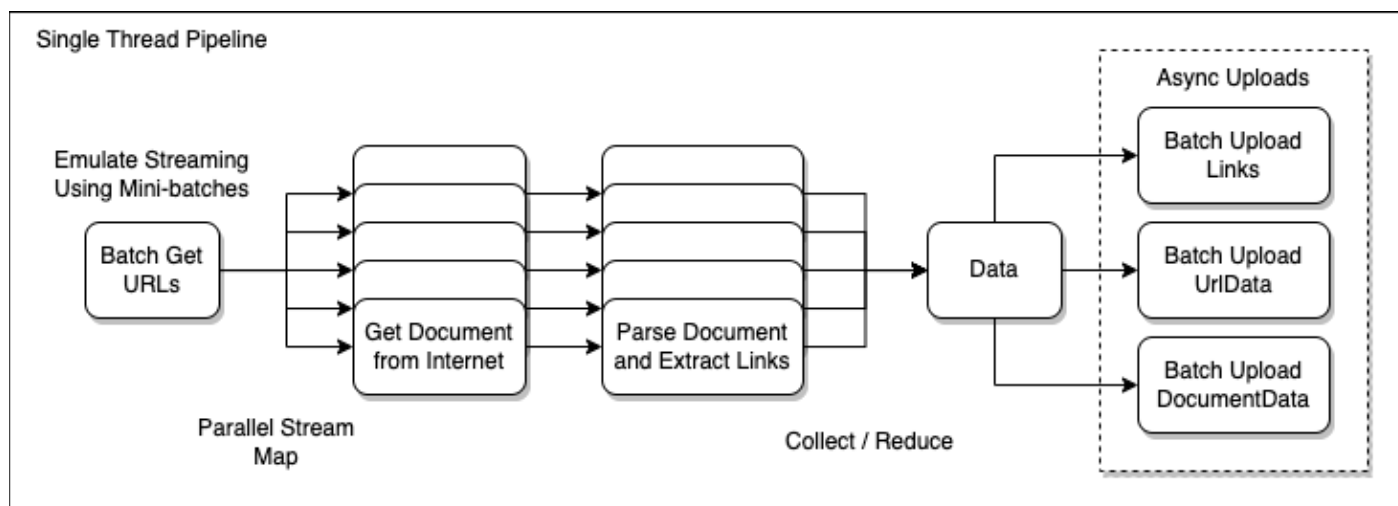 Single Thread Pipeline
Emulate Streaming
Using Mini-batches
Batch Get
URLs
Get Document
from Internet
Parallel Stream
Map
Parse Document
and Extract Links
Collect / Reduce
Data
Async Uploads
Batch Upload
Links
Batch Upload
UrlData
Batch Upload
DocumentData